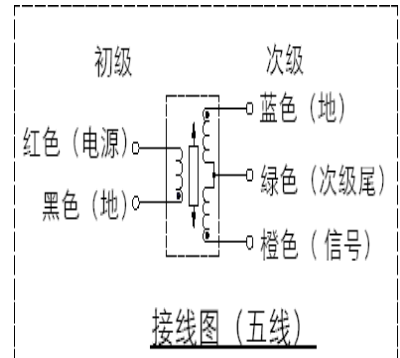 初级 次级
蓝色（地）
红色（电源）
绿色（次级尾）
黑色（地）
橙色（信号）
接线图（五线）